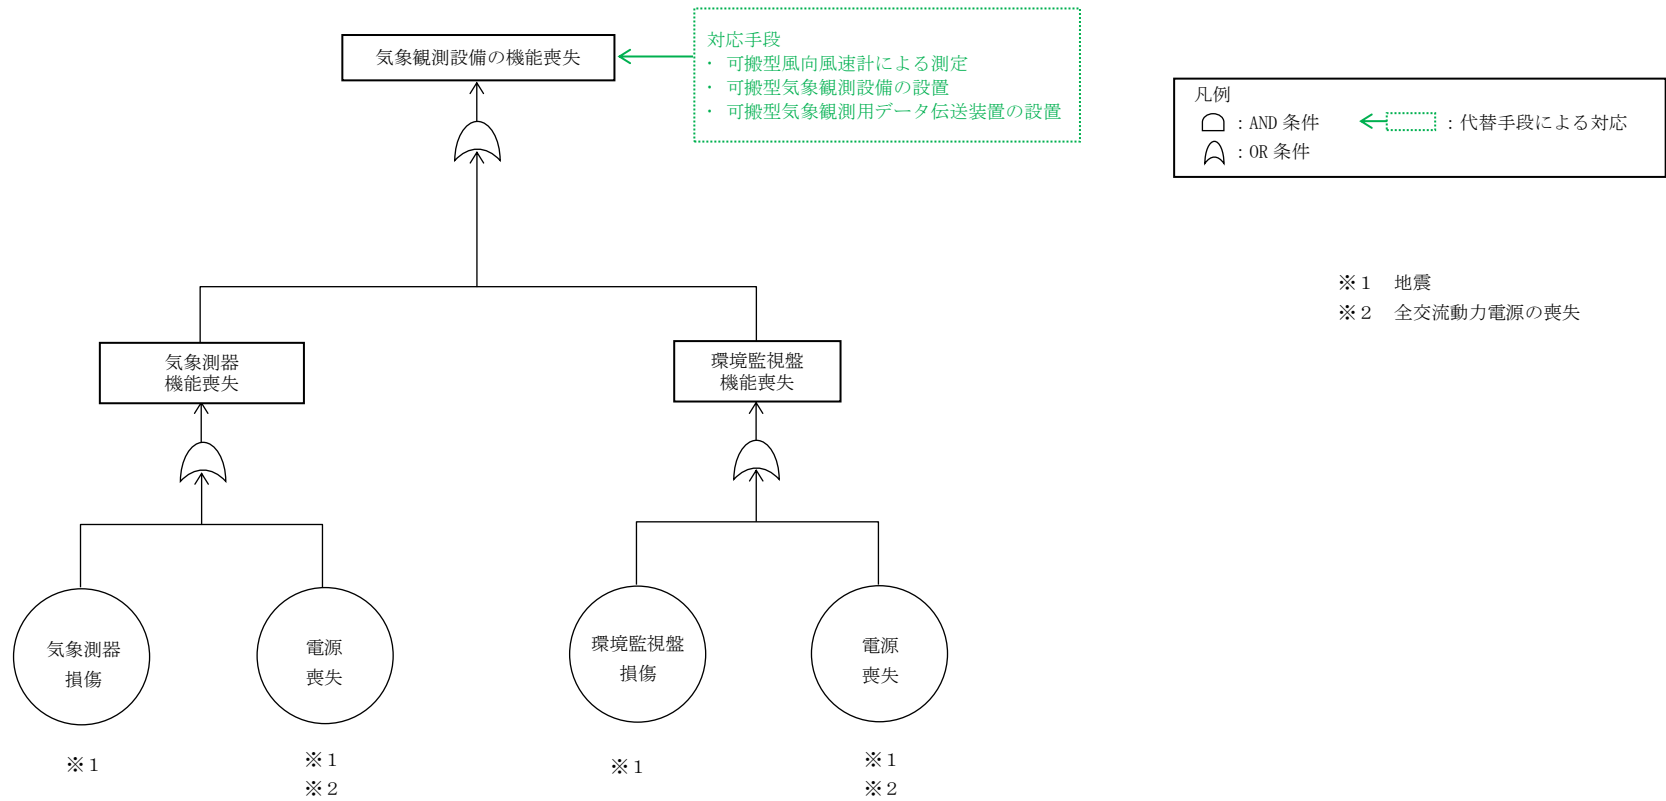 気象観測設備の機能喪失
対応手段
・ 可搬型風向風速計による測定
・ 可搬型気象観測設備の設置
・ 可搬型気象観測用データ伝送装置の設置
凡例
：AND 条件
：代替手段による対応
：OR 条件
※１　地震
※２　全交流動力電源の喪失
気象測器
機能喪失
環境監視盤
機能喪失
気象測器
損傷
電源
喪失
環境監視盤
損傷
電源
喪失
※１
※１
※２
※１
※１
※２